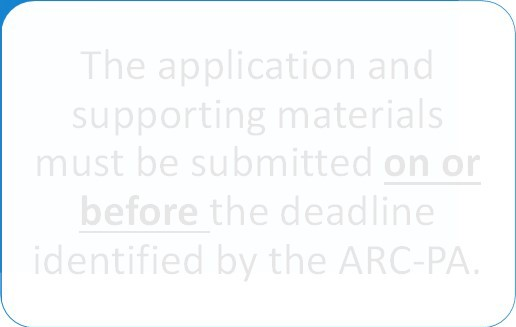 The application and
supporting materials
must be submitted on or
before the deadline
identified by the ARC-PA.